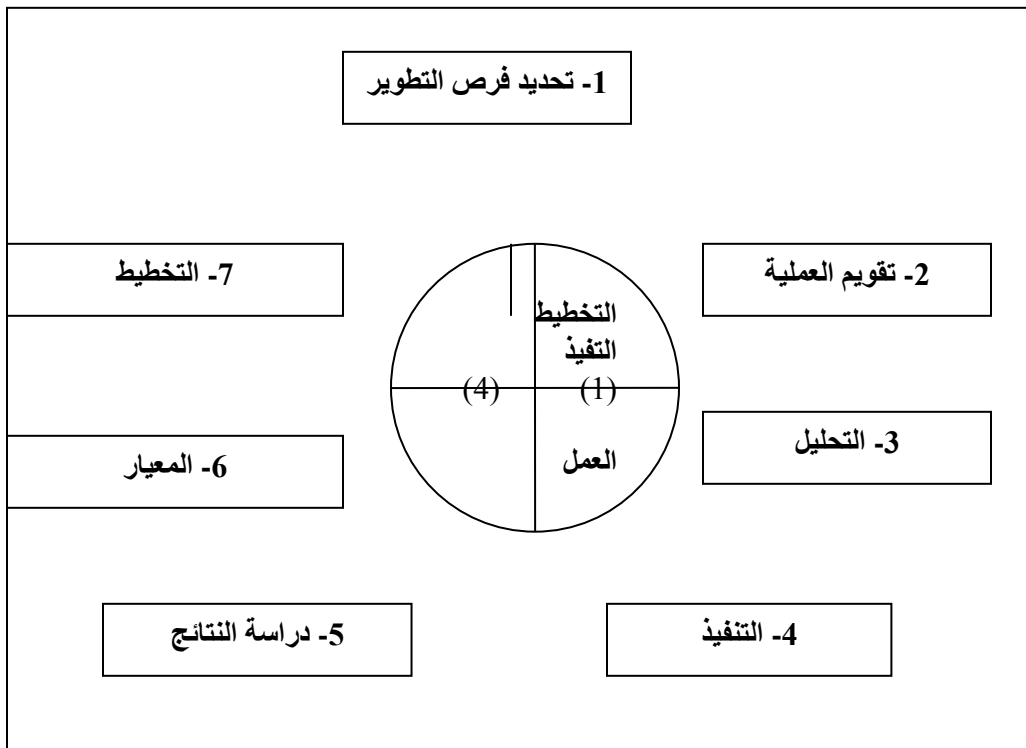 1- تحديد فرص التطوير
2- تقويم العملية
7- التخطيط
التخطيط
التفيذ
(1)
(4)
3- التحليل
6- المعيار
العمل
4- التنفيذ
5- دراسة النتائج